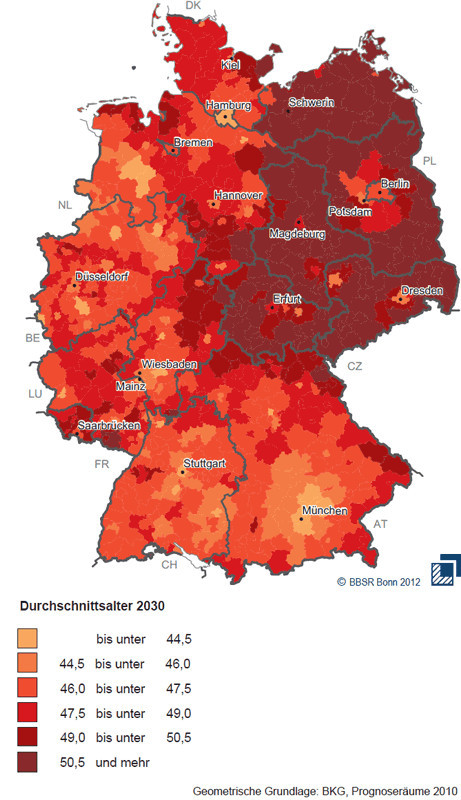 DK
Kiel
Hamburg
Schwerin
Bremen
PL
Berlin
NL
Hannover
Potsdam
Magdeburg
Düsseldorf
Dresden
Erfurt
BE
CZ
Wiesbaden
LU
Mainz
Saarbrücken
FR
Stuttgart
München
AT
CH
© BBSR Bonn 2012
Durchschnittsalter 2030
bis unter 44,5
44,5 bis unter 46,0
46,0 bis unter 47,5
47,5 bis unter 49,0
49,0 bis unter 50,5
50,5 und mehr
Geometrische Grundlage: BKG, Prognoseräume 2010